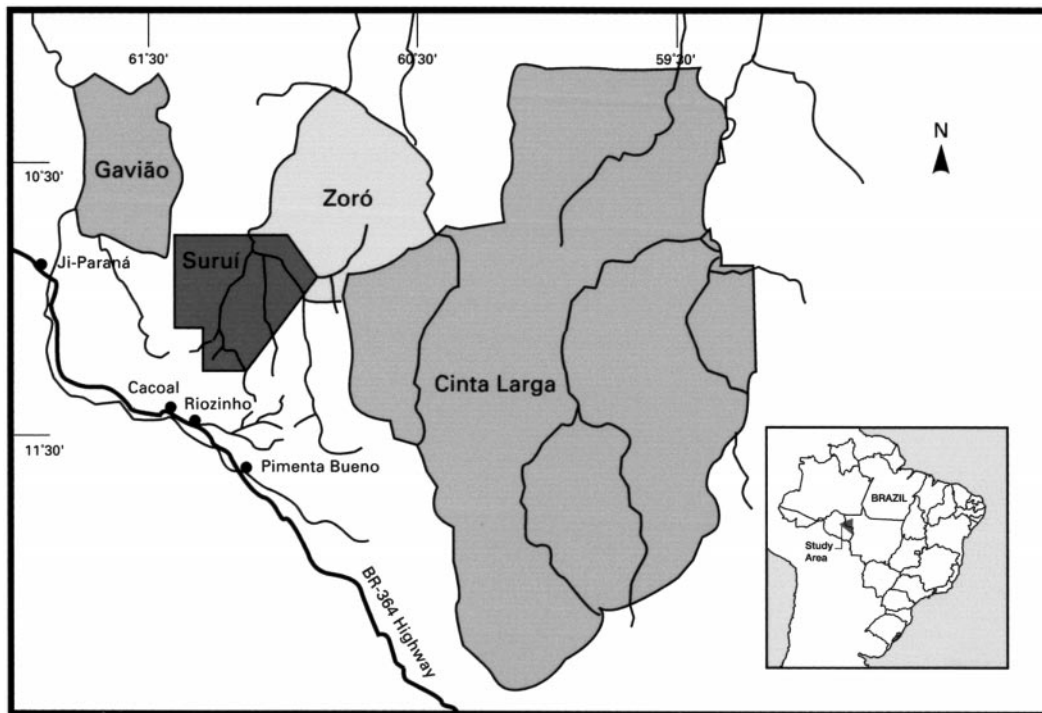 61°30'
60°30'
59°30'
10°30'
11°30'
N
Gavião
Zoró
Suruí
Cinta Larga
Ji-Paraná
Cacoal
Riozinho
Pimenta Bueno
BR-364 Highway
BRAZIL
Study
Area